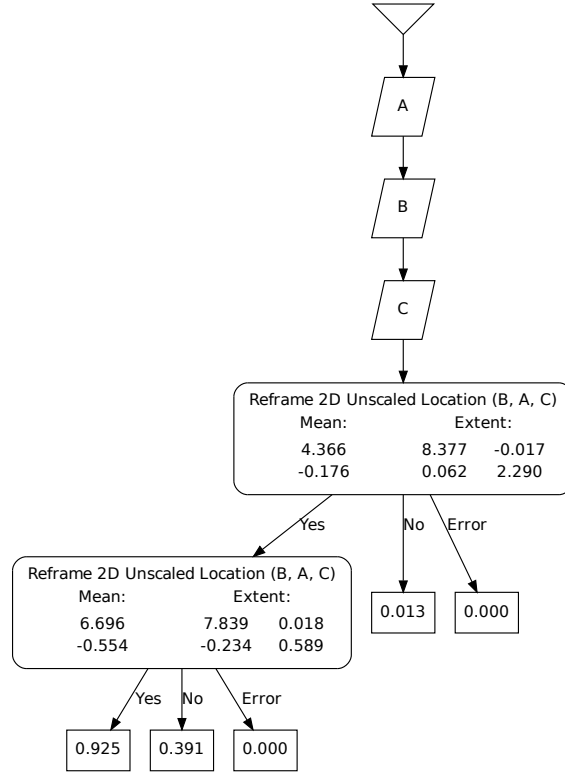 A
B
C
Reframe 2D Unscaled Location (B, A, C)
Mean: Extent:
4.366 8.377 -0.017
-0.176 0.062 2.290
Yes No Error
Reframe 2D Unscaled Location (B, A, C)
Mean: Extent:
6.696 7.839 0.018
-0.554 -0.234 0.589
0.013 0.000
Yes No Error
0.925 0.391 0.000